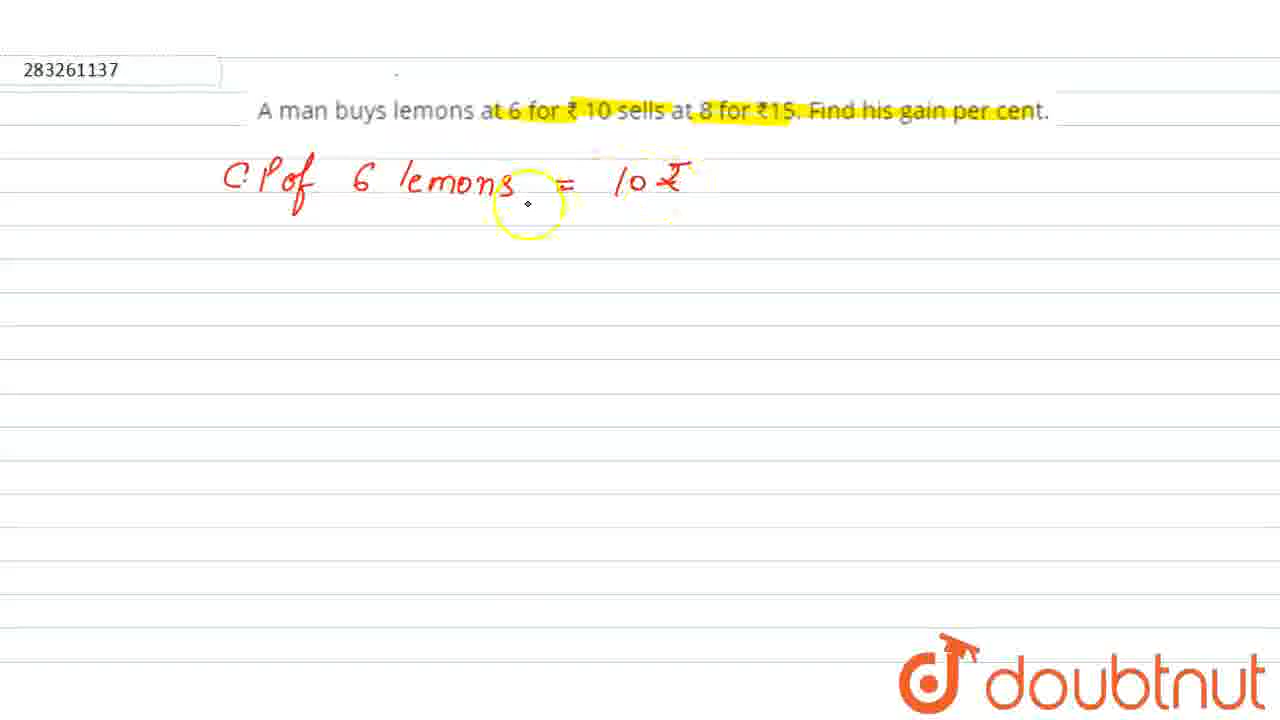 283261137
A man buys lemons at 6 for ₹ 10 sells at 8 for ₹15. Find his gain per cent.
C.P of 6 lemons = 10 ₹
doubtnut